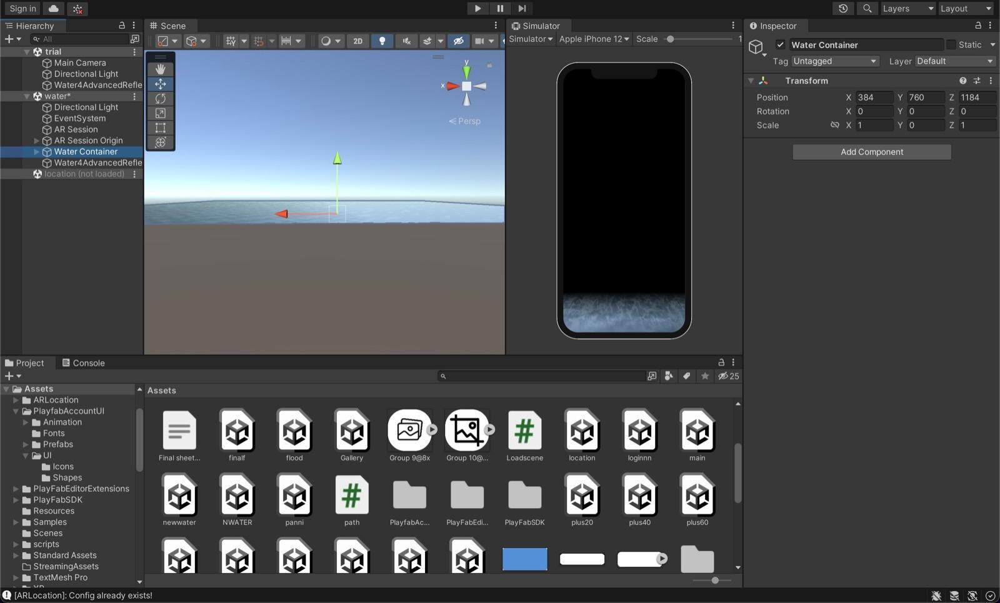 Sign in
Layers
Layout
Hierarchy
All
trial
Main Camera
Directional Light
Water4AdvancedRefle
water*
Directional Light
EventSystem
AR Session
AR Session Origin
Water Container
Water4AdvancedRefle
location (not loaded)
Scene
2D
y
x
Persp
Simulator
Simulator
Apple iPhone 12
Scale
1
Inspector
Water Container
Static
Tag Untagged
Layer Default
Transform
Position X 384 Y 760 Z 1184
Rotation X 0 Y 0 Z 0
Scale X 1 Y 0 Z 1
Add Component
Project
Console
25
Assets
ARLocation
PlayfabAccountUI
Animation
Fonts
Prefabs
UI
Icons
Shapes
PlayFabEditorExtensions
PlayFabSDK
Resources
Samples
Scenes
scripts
Standard Assets
StreamingAssets
TextMesh Pro
Assets
Final sheet...
finalf
flood
Gallery
Group 9@8x
Group 10@...
Loadscene
location
loginnn
main
newwater
NWATER
panni
path
PlayfabAc...
PlayFabEdi...
PlayFabSDK
plus20
plus40
plus60
[ARLocation]: Config already exists!